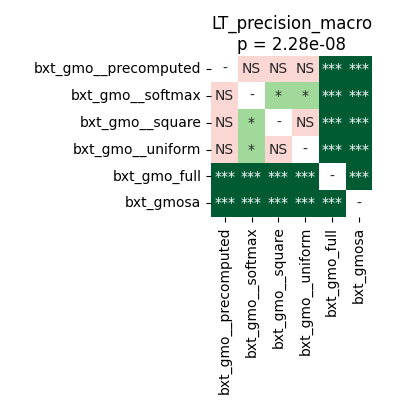 LT_precision_macro
p = 2.28e-08
bxt_gmo__precomputed - NS NS NS *** ***
bxt_gmo__softmax NS - * * *** ***
bxt_gmo__square NS * - NS *** ***
bxt_gmo__uniform NS * NS - *** ***
bxt_gmo_full *** *** *** *** - ***
bxt_gmosa *** *** *** *** *** -
bxt_gmo__precomputed
bxt_gmo__softmax
bxt_gmo__square
bxt_gmo__uniform
bxt_gmo_full
bxt_gmosa